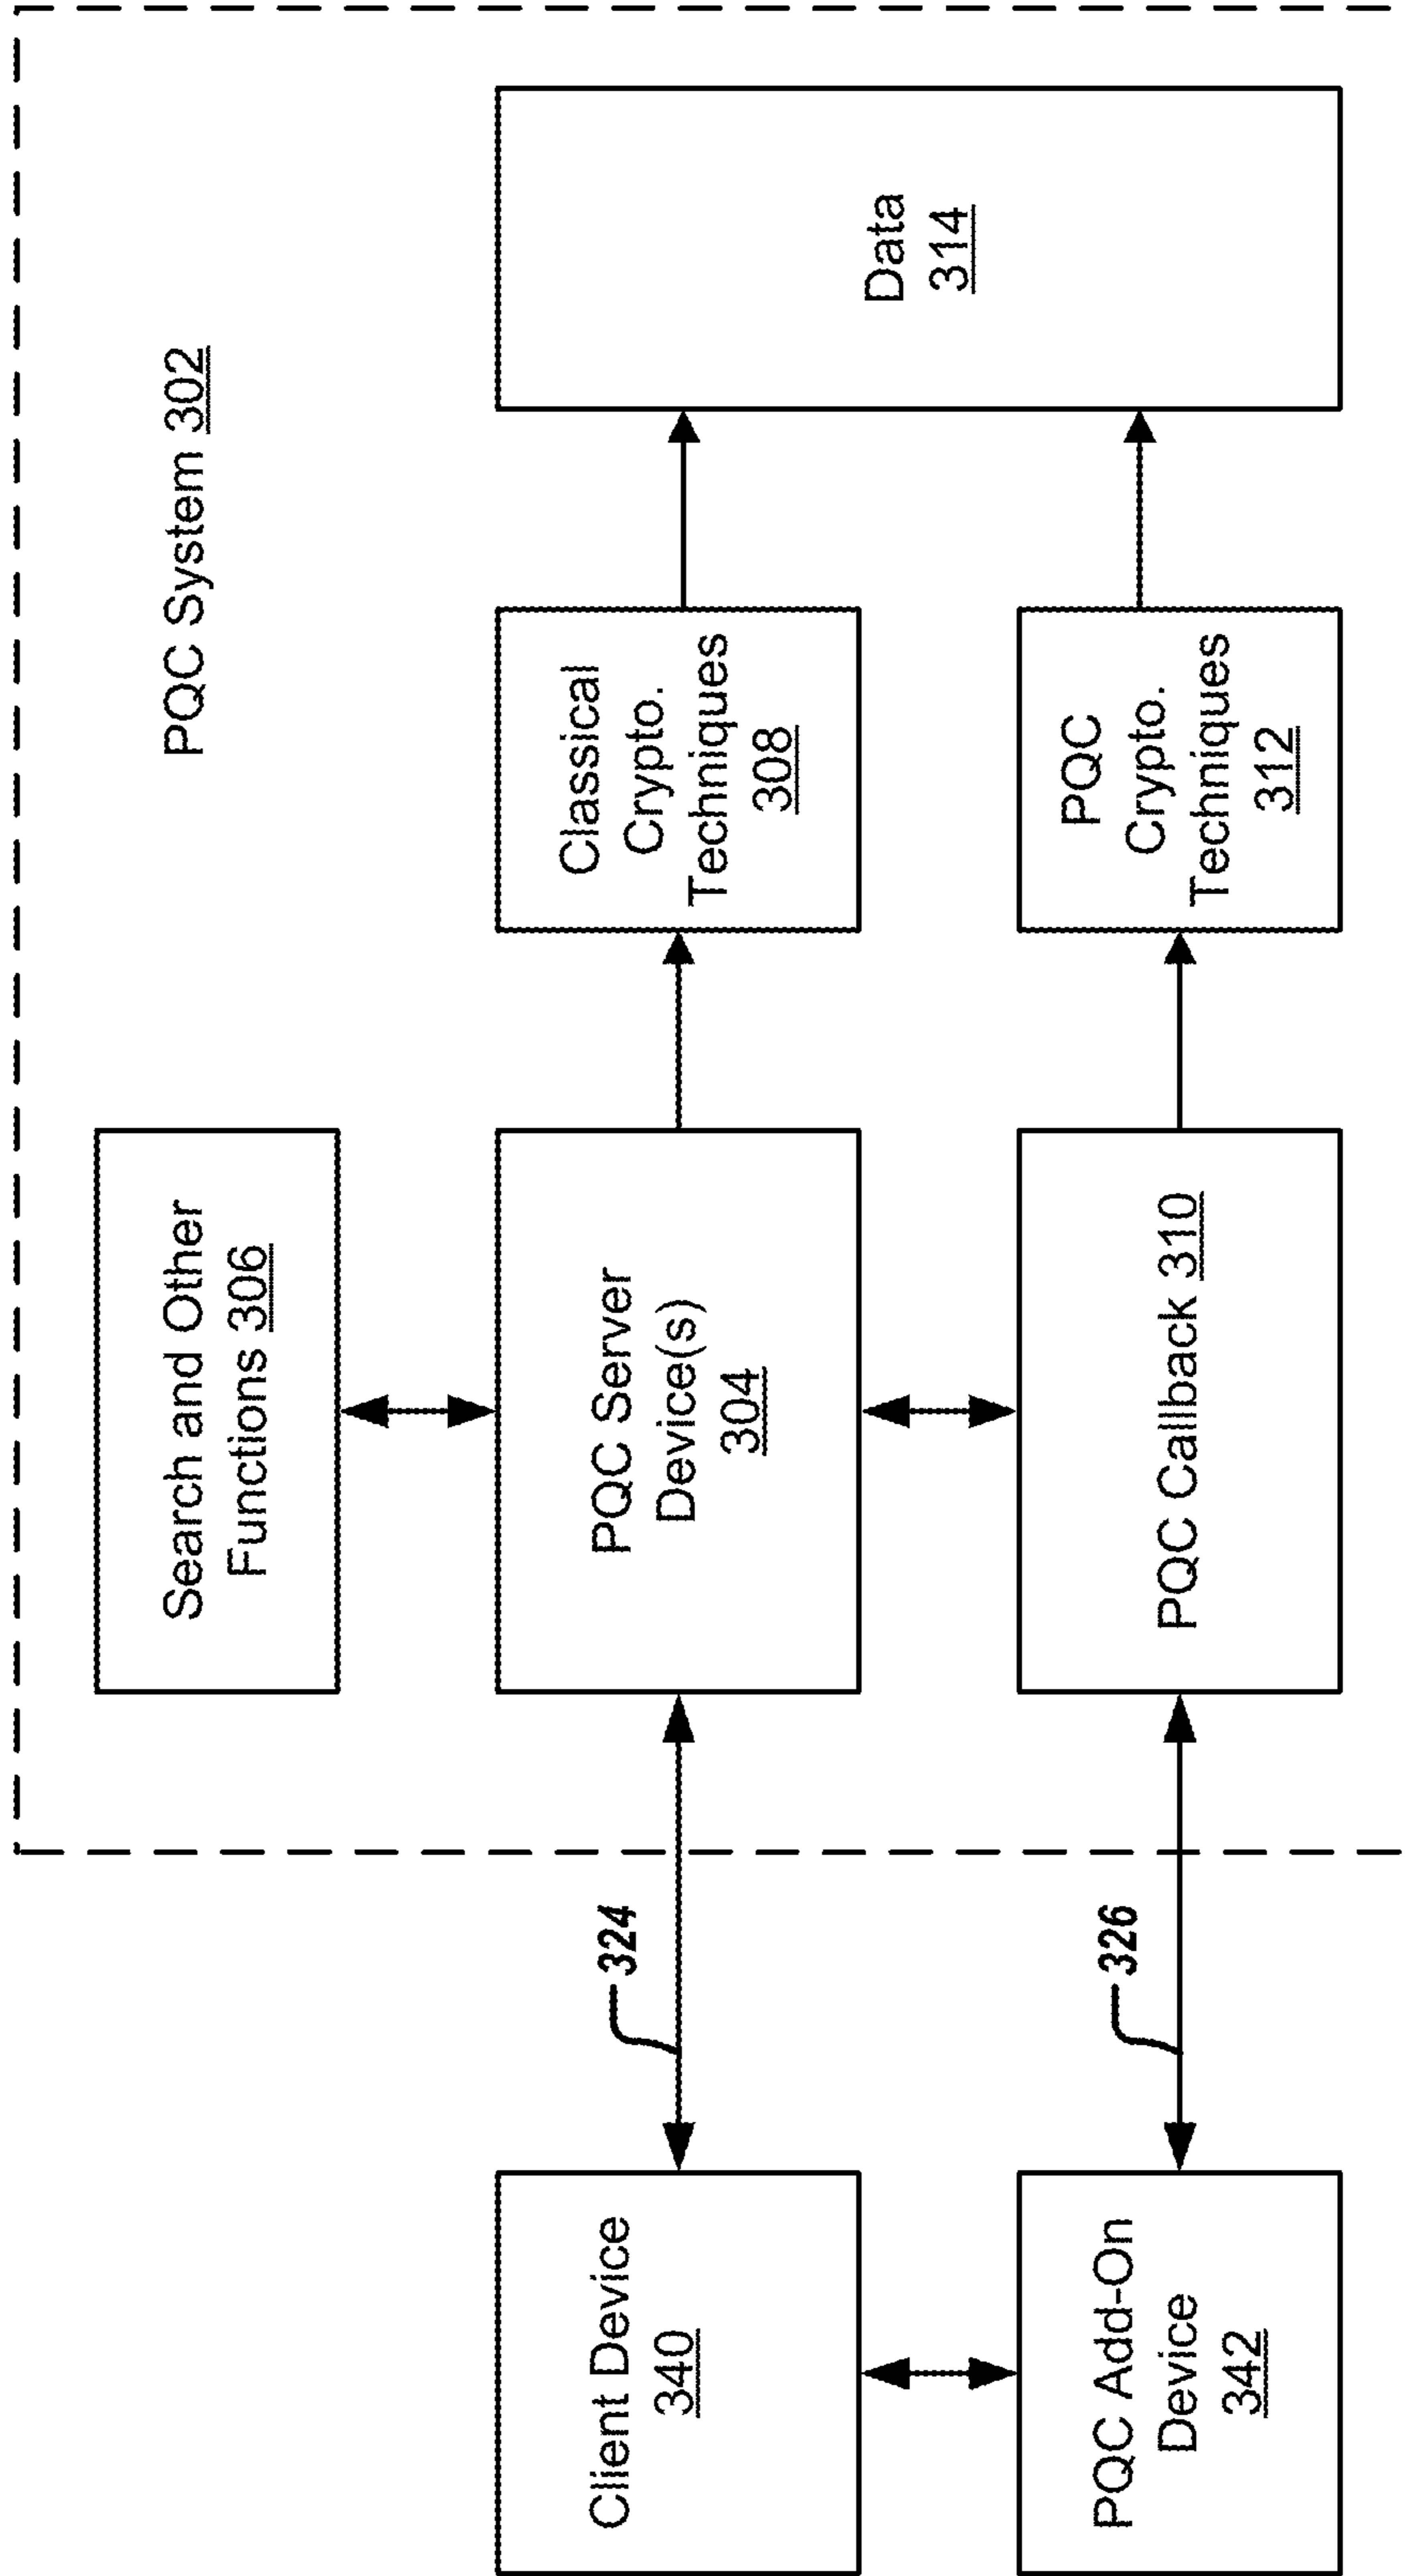 PQC System 302
Search and Other
Functions 306
Client Device
340
324
PQC Server
Device(s)
304
Classical
Crypto.
Techniques
308
Data
314
PQC Add-On
Device
342
326
PQC Callback 310
PQC
Crypto.
Techniques
312